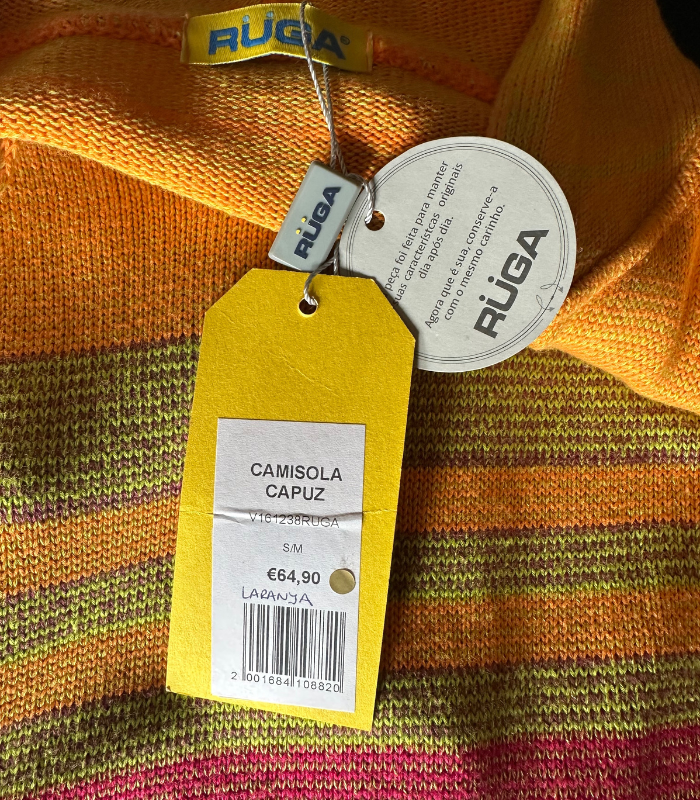 RÜGA®
RÜGA
peça foi feita para manter
suas característcas originais
dia após dia.
Agora que é sua, conserve-a
com o mesmo carinho.
RÜGA
CAMISOLA
CAPUZ
V161238RUGA
S/M
€64,90
LARANJA
2 001684 108820